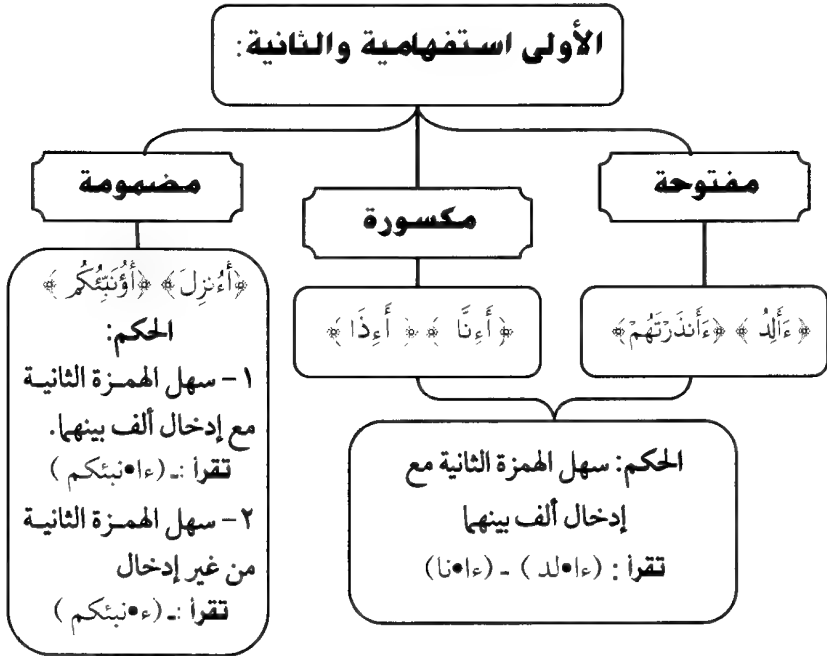 الأولى استفهامية والثانية:
مفتوحة
مكسورة
مضمومة
﴿ءَأَلِدُ﴾ ﴿ءَأَنذَرْتَهُمْ﴾
﴿أَءِنَّا﴾ ﴿أَءِذَا﴾
﴿أَءُنزِلَ﴾ ﴿أَؤُنَبِّئُكُم﴾
الحكم:
١- سهل الهمزة الثانية
مع إدخال ألف بينهما.
تقرأ :ـ (ءا•نبئكم)
٢- سهل الهمزة الثانية
من غير إدخال
تقرأ :ـ (ء•نبئكم)
الحكم: سهل الهمزة الثانية مع
إدخال ألف بينهما
تقرأ : (ءا•لد) - (ءا•نا)